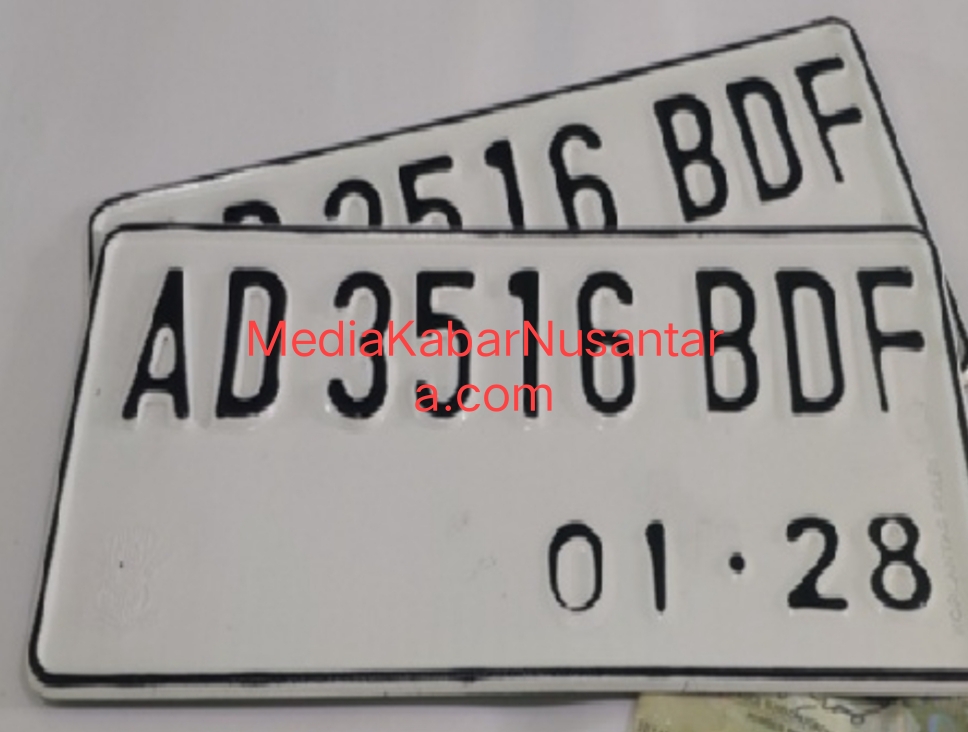 3516 BDF
AD 3516 BDF
MediaKabarNusantar
a.com
01·28